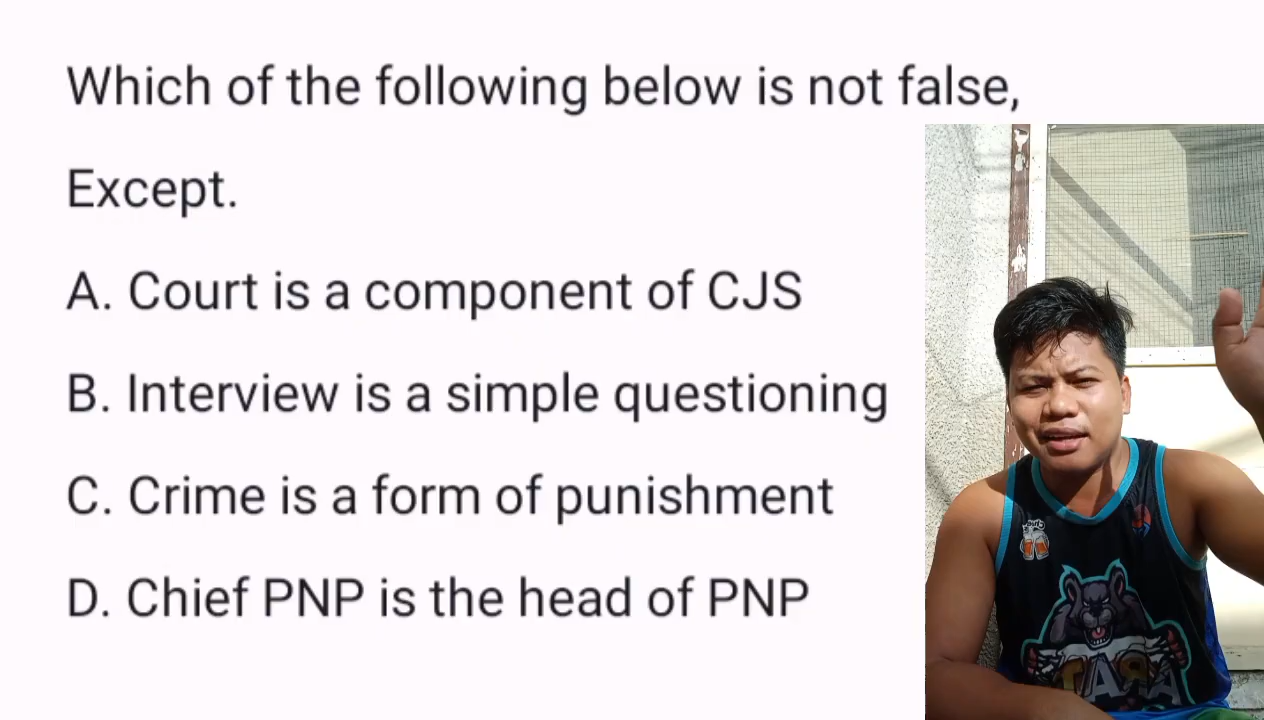 Which of the following below is not false,
Except.
A. Court is a component of CJS
B. Interview is a simple questioning
C. Crime is a form of punishment
D. Chief PNP is the head of PNP